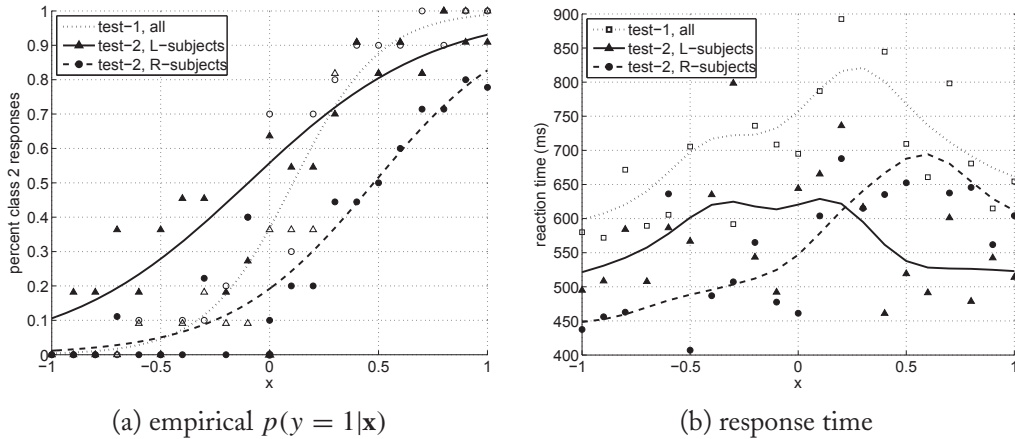 test−1, all
test−2, L−subjects
test−2, R−subjects
percent class 2 responses
1
0.9
0.8
0.7
0.6
0.5
0.4
0.3
0.2
0.1
0
−1
−0.5
0
0.5
1
x
(a) empirical p(y = 1|x)
test−1, all
test−2, L−subjects
test−2, R−subjects
reaction time (ms)
900
850
800
750
700
650
600
550
500
450
400
−1
−0.5
0
0.5
1
x
(b) response time